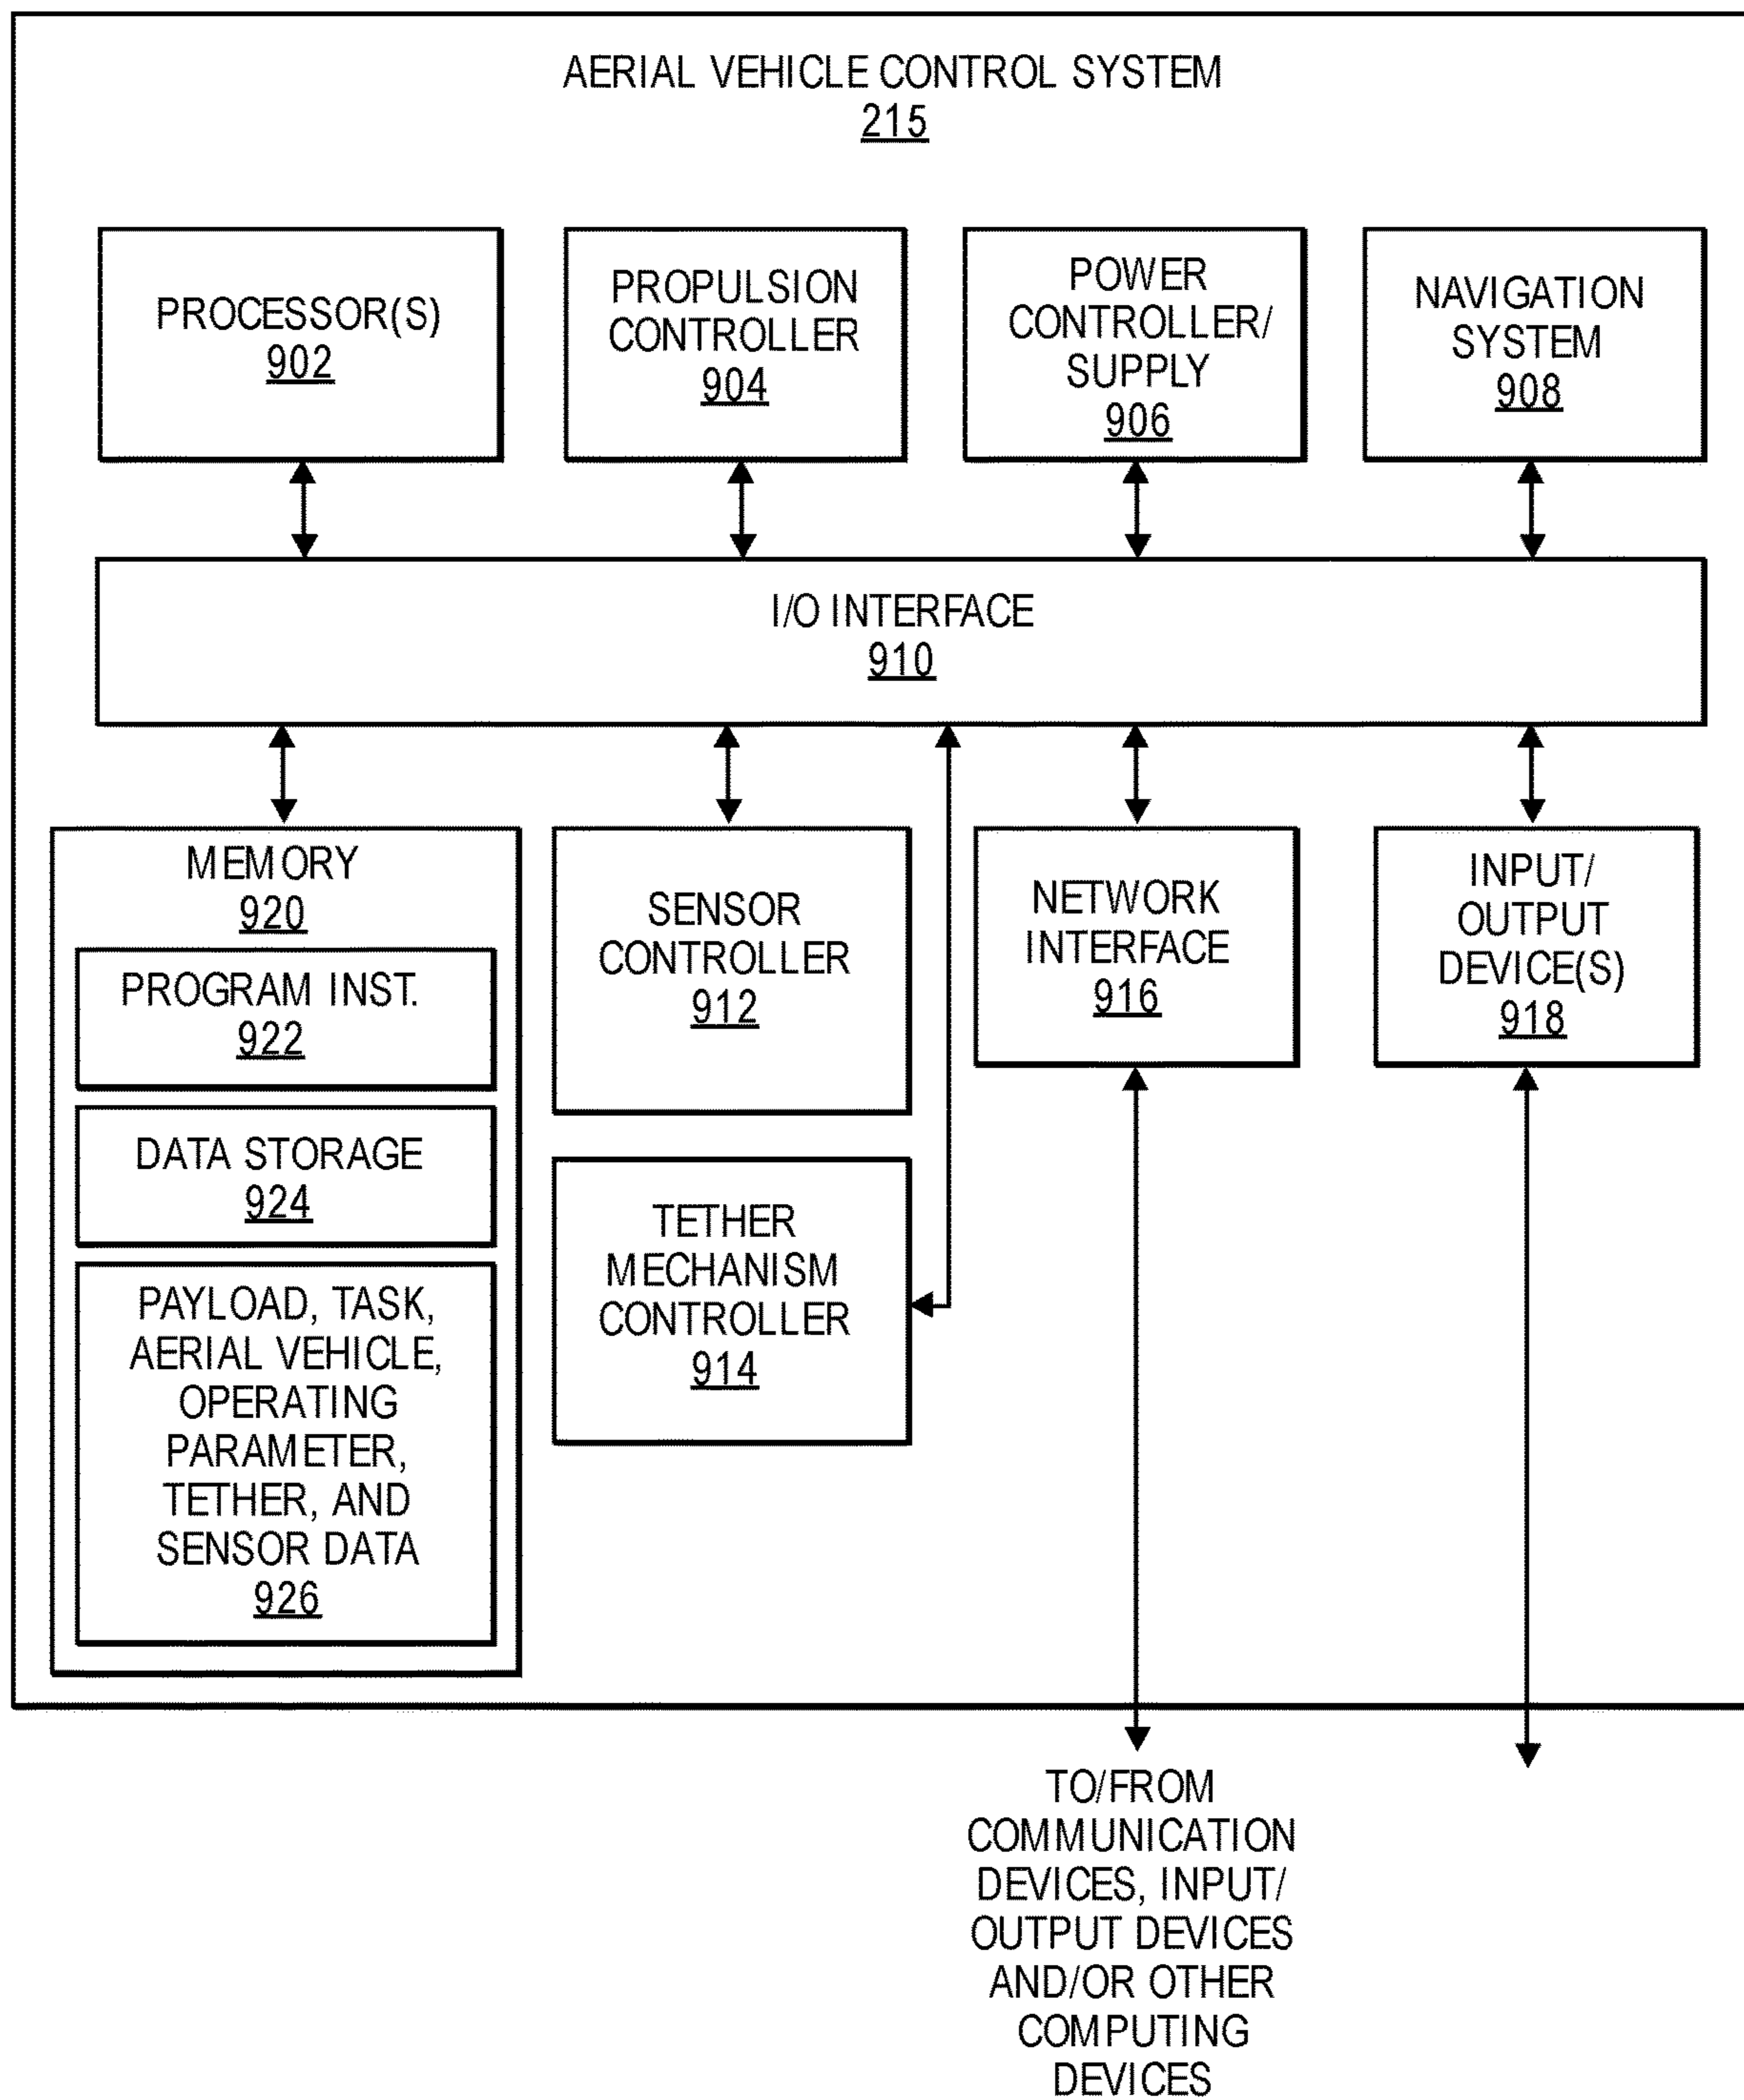 AERIAL VEHICLE CONTROL SYSTEM
215
PROCESSOR(S)
902
PROPULSION
CONTROLLER
904
POWER
CONTROLLER/
SUPPLY
906
NAVIGATION
SYSTEM
908
I/O INTERFACE
910
MEMORY
920
PROGRAM INST.
922
DATA STORAGE
924
PAYLOAD, TASK,
AERIAL VEHICLE,
OPERATING
PARAMETER,
TETHER, AND
SENSOR DATA
926
SENSOR
CONTROLLER
912
TETHER
MECHANISM
CONTROLLER
914
NETWORK
INTERFACE
916
INPUT/
OUTPUT
DEVICE(S)
918
TO/FROM
COMMUNICATION
DEVICES, INPUT/
OUTPUT DEVICES
AND/OR OTHER
COMPUTING
DEVICES